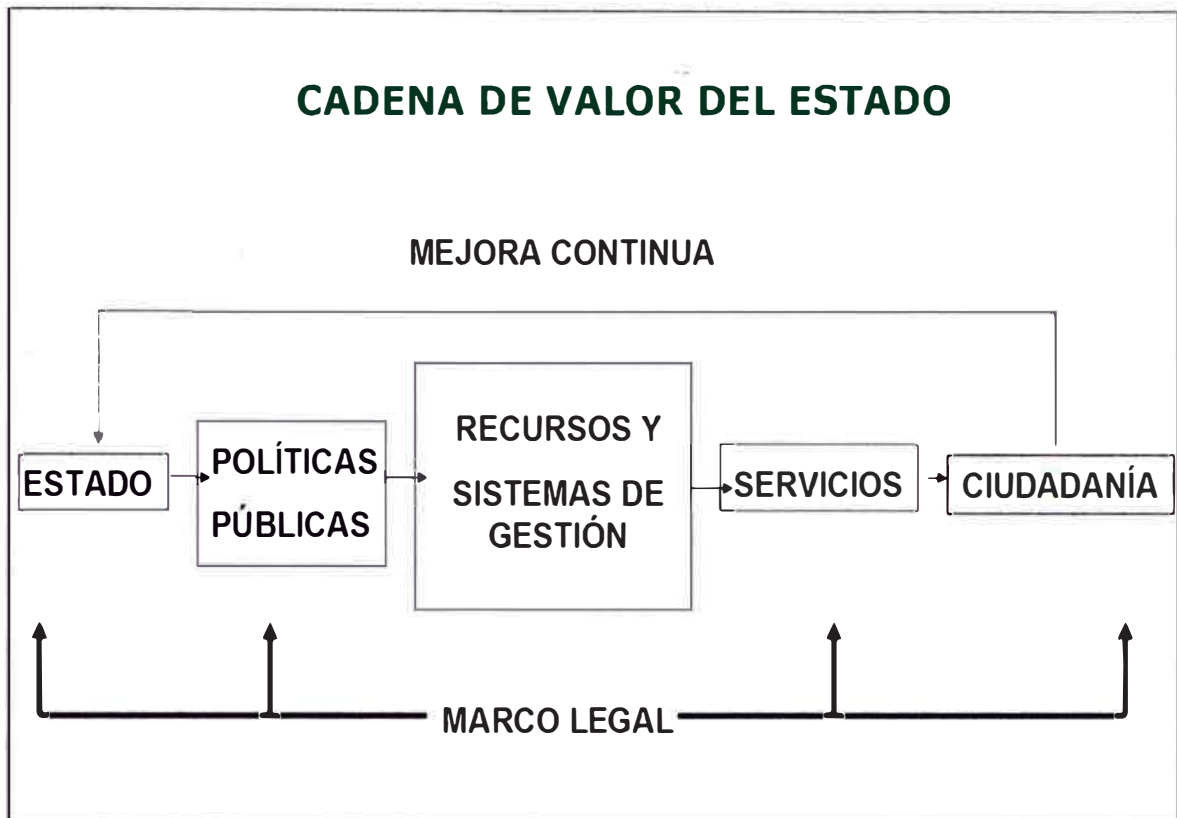 CADENA DE VALOR DEL ESTADO
MEJORA CONTINUA
ESTADO
POLÍTICAS
PÚBLICAS
RECURSOS Y
SISTEMAS DE
GESTIÓN
SERVICIOS
CIUDADANÍA
MARCO LEGAL